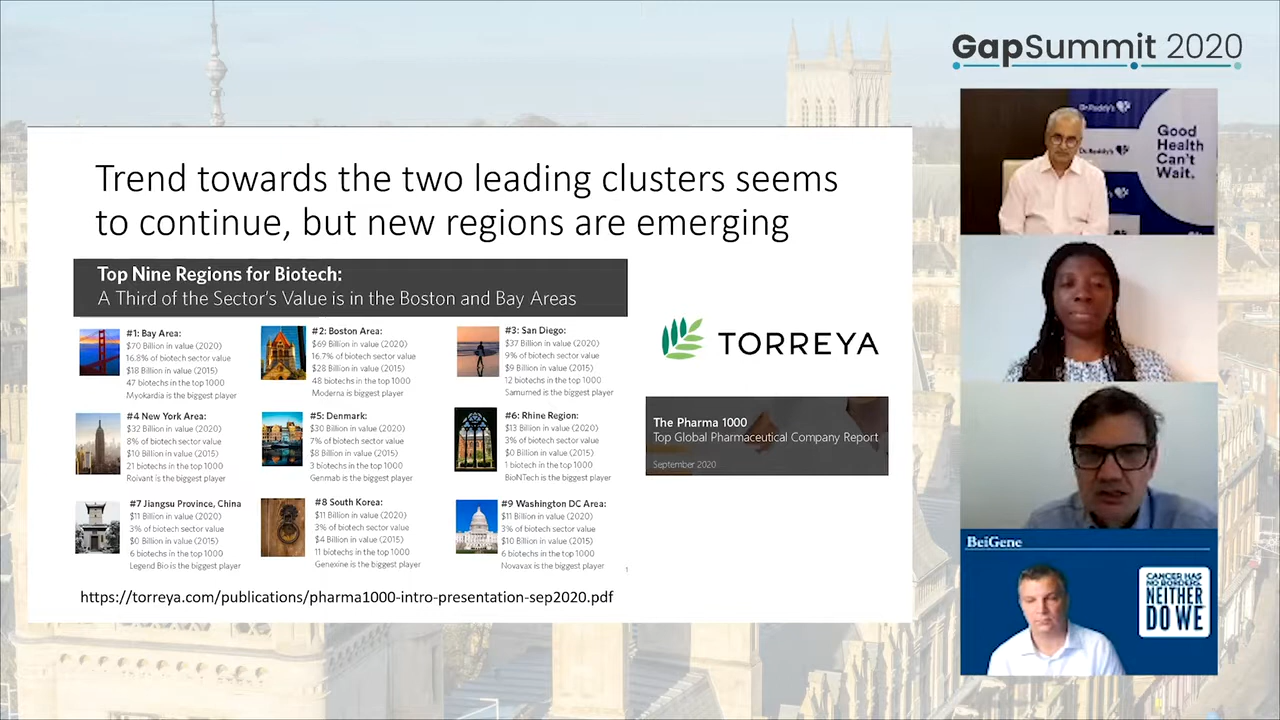 GapSummit 2020
Trend towards the two leading clusters seems
to continue, but new regions are emerging
Top Nine Regions for Biotech:
A Third of the Sector's Value is in the Boston and Bay Areas
#1: Bay Area:
$70 Billion in value (2020)
16.8% of biotech sector value
$18 Billion in value (2015)
47 biotechs in the top 1000
Myokardia is the biggest player
#2: Boston Area:
$69 Billion in value (2020)
16.7% of biotech sector value
$28 Billion in value (2015)
48 biotechs in the top 1000
Moderna is the biggest player
#3: San Diego:
$37 Billion in value (2020)
9% of biotech sector value
$9 Billion in value (2015)
12 biotechs in the top 1000
Samumed is the biggest player
#4 New York Area:
$32 Billion in value (2020)
8% of biotech sector value
$10 Billion in value (2015)
21 biotechs in the top 1000
Roivant is the biggest player
#5: Denmark:
$30 Billion in value (2020)
7% of biotech sector value
$8 Billion in value (2015)
3 biotechs in the top 1000
Genmab is the biggest player
#6: Rhine Region:
$13 Billion in value (2020)
3% of biotech sector value
$0 Billion in value (2015)
1 biotech in the top 1000
BioNTech is the biggest player
#7 Jiangsu Province, China
$11 Billion in value (2020)
3% of biotech sector value
$0 Billion in value (2015)
6 biotechs in the top 1000
Legend Bio is the biggest player
#8 South Korea:
$11 Billion in value (2020)
3% of biotech sector value
$4 Billion in value (2015)
11 biotechs in the top 1000
Genexine is the biggest player
#9 Washington DC Area:
$11 Billion in value (2020)
3% of biotech sector value
$10 Billion in value (2015)
6 biotechs in the top 1000
Novavax is the biggest player
1
https://torreya.com/publications/pharma1000-intro-presentation-sep2020.pdf
TORREYA
The Pharma 1000
Top Global Pharmaceutical Company Report
September 2020
Dr.Reddy's
Dr.Reddy's
Good
Health
Can't
Wait.
BeiGene
CANCER HAS
NO BORDERS.
NEITHER
DO WE